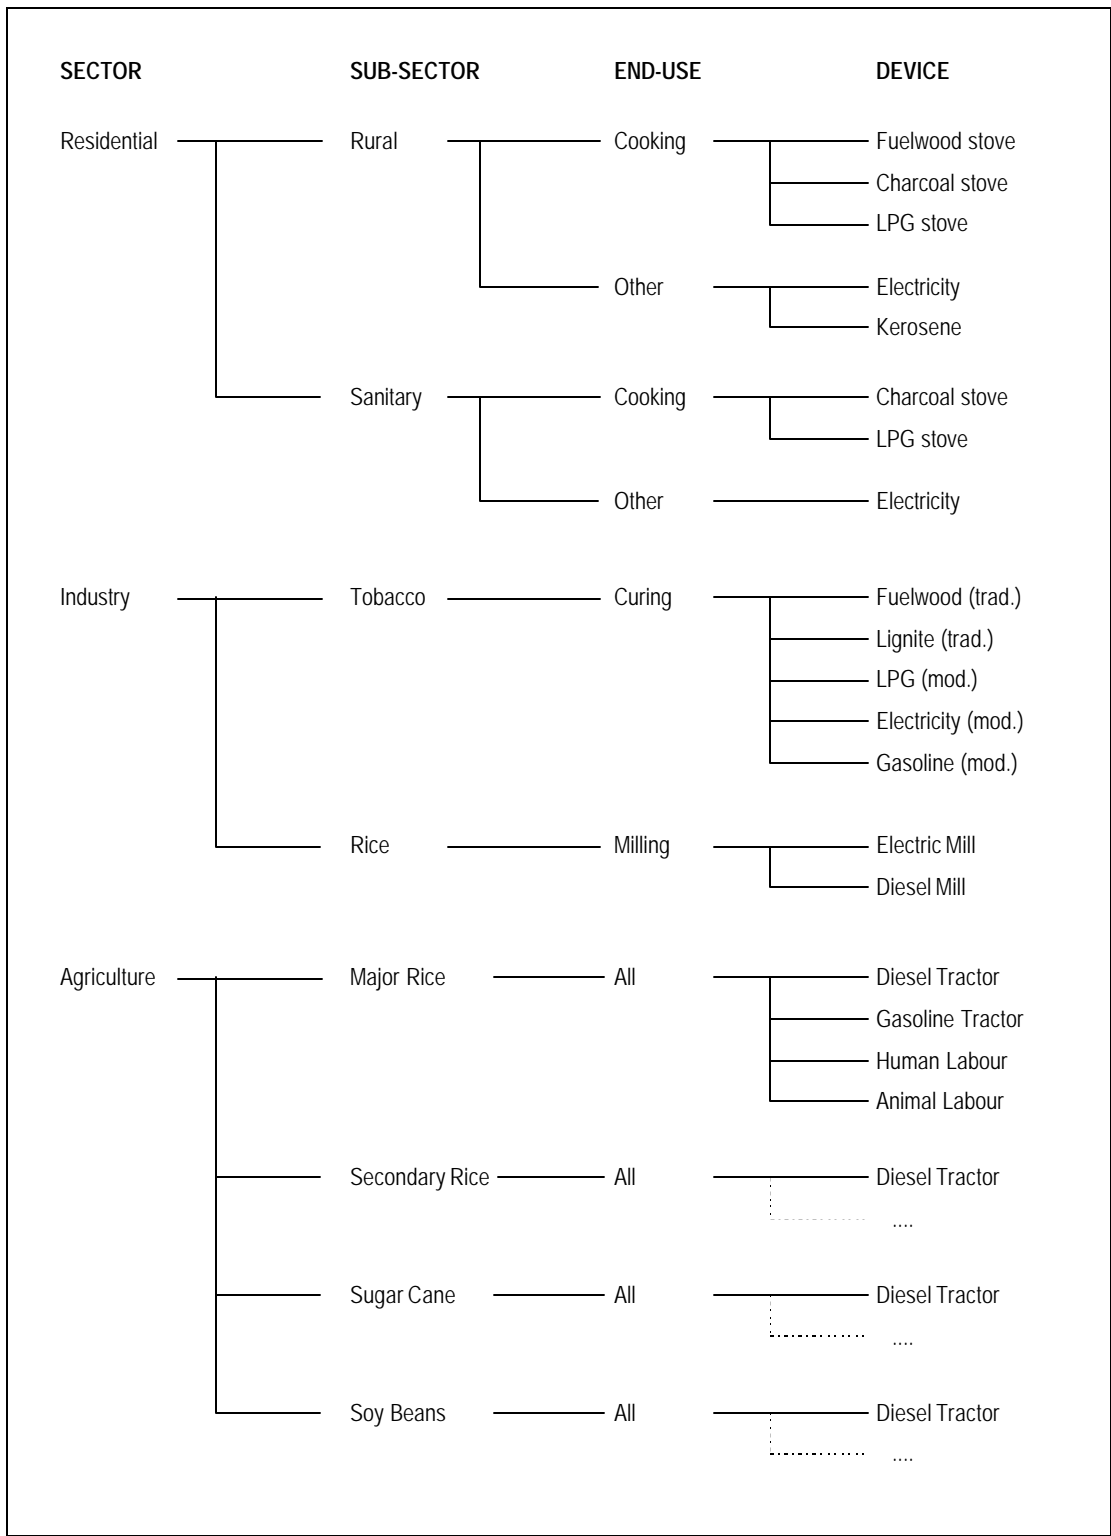 SECTOR SUB-SECTOR END-USE DEVICE
Residential Rural Cooking Fuelwood stove
Charcoal stove
LPG stove
Other Electricity
Kerosene
Sanitary Cooking Charcoal stove
LPG stove
Other Electricity
Industry Tobacco Curing Fuelwood (trad.)
Lignite (trad.)
LPG (mod.)
Electricity (mod.)
Gasoline (mod.)
Rice Milling Electric Mill
Diesel Mill
Agriculture Major Rice All Diesel Tractor
Gasoline Tractor
Human Labour
Animal Labour
Secondary Rice All Diesel Tractor
....
Sugar Cane All Diesel Tractor
....
Soy Beans All Diesel Tractor
....